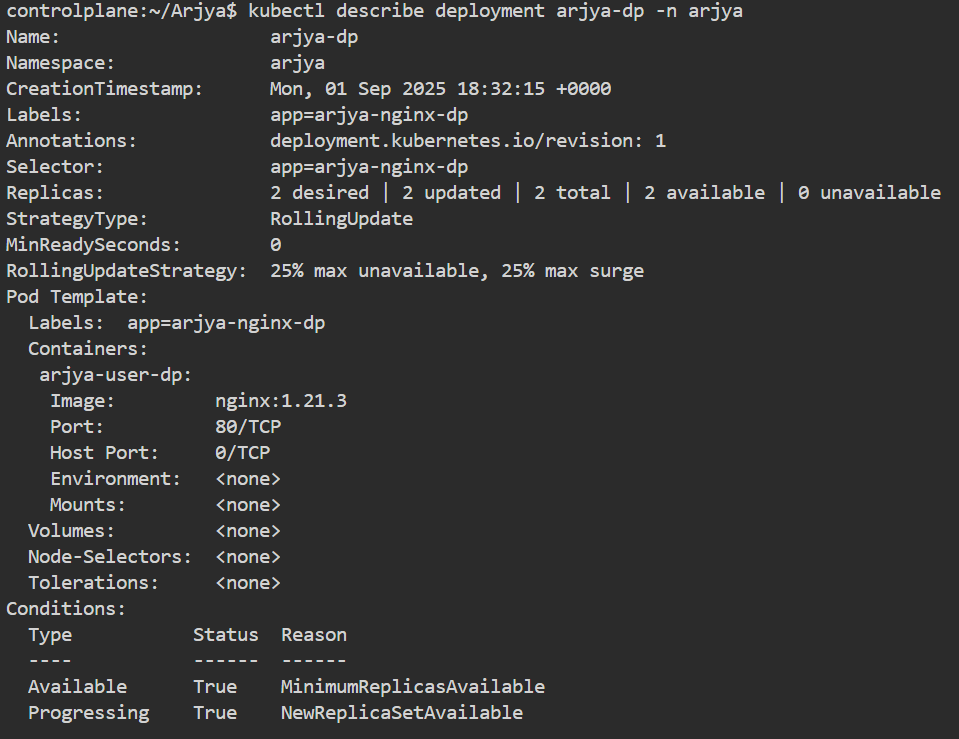 controlplane:~/Arjya$ kubectl describe deployment arjya-dp -n arjya
Name:                   arjya-dp
Namespace:              arjya
CreationTimestamp:      Mon, 01 Sep 2025 18:32:15 +0000
Labels:                 app=arjya-nginx-dp
Annotations:            deployment.kubernetes.io/revision: 1
Selector:               app=arjya-nginx-dp
Replicas:               2 desired | 2 updated | 2 total | 2 available | 0 unavailable
StrategyType:           RollingUpdate
MinReadySeconds:        0
RollingUpdateStrategy:  25% max unavailable, 25% max surge
Pod Template:
  Labels:  app=arjya-nginx-dp
  Containers:
   arjya-user-dp:
    Image:         nginx:1.21.3
    Port:          80/TCP
    Host Port:     0/TCP
    Environment:   <none>
    Mounts:        <none>
  Volumes:         <none>
  Node-Selectors:  <none>
  Tolerations:     <none>
Conditions:
  Type           Status  Reason
  ----           ------  ------
  Available      True    MinimumReplicasAvailable
  Progressing    True    NewReplicaSetAvailable